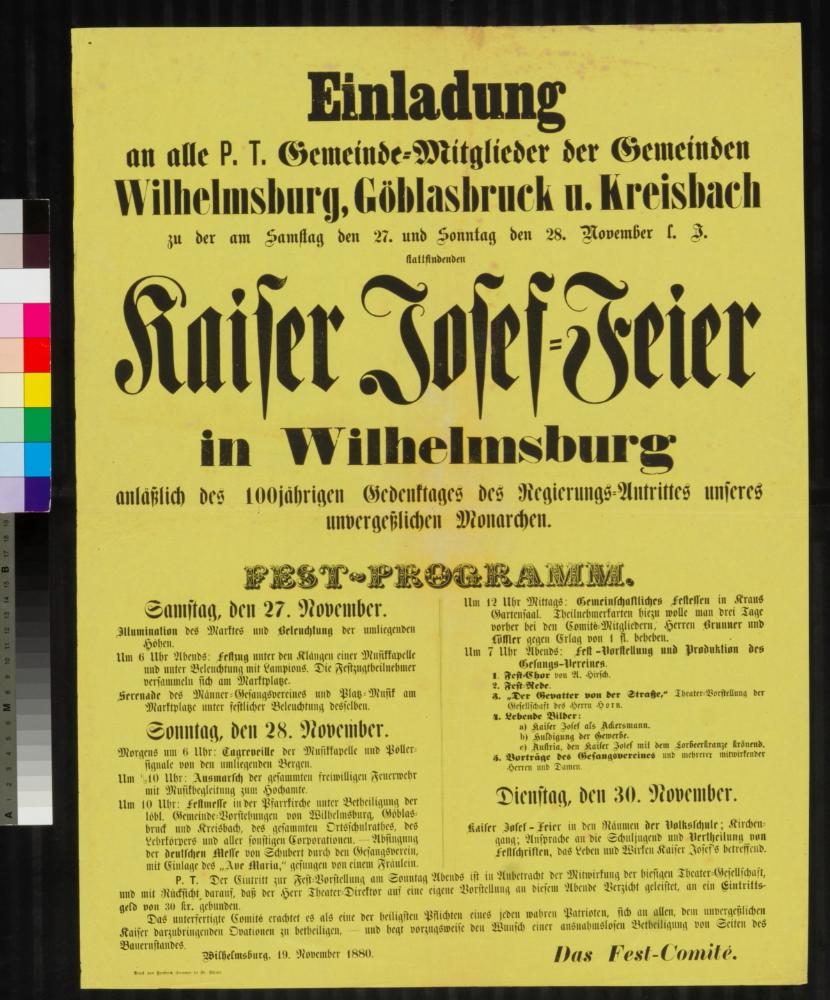 Einladung
an alle P. T. Gemeinde-Mitglieder der Gemeinden
Wilhelmsburg, Göblasbruck u. Kreisbach
zu der am Samstag den 27. und Sonntag den 28. November l. J.
stattfindenden
Kaiser Josef-Feier
in Wilhelmsburg
anläßlich des 100jährigen Gedenktages des Regierungs-Antrittes unseres
unvergeßlichen Monarchen.
FEST-PROGRAMM.
Samstag, den 27. November.
Illumination des Marktes und Beleuchtung der umliegenden
Höhen.
Um 6 Uhr Abends: Festzug unter den Klängen einer Musikkapelle
und unter Beleuchtung mit Lampions. Die Festzugtheilnehmer
versammeln sich am Marktplatze.
Serenade des Männer-Gesangsvereines und Platz-Musik am
Marktplatze unter festlicher Beleuchtung desselben.
Sonntag, den 28. November.
Morgens um 6 Uhr: Tagreveille der Musikkapelle und Poller-
signale von den umliegenden Bergen.
Um 10 Uhr: Ausmarsch der gesammten freiwilligen Feuerwehr
mit Musikbegleitung zum Hochamte.
Um 10 Uhr: Festmesse in der Pfarrkirche unter Betheiligung der
löbl. Gemeinde-Vorstehungen von Wilhelmsburg, Göblas-
bruck und Kreisbach, des gesammten Ortsschulrathes, des
Lehrkörpers und aller sonstigen Corporationen. — Absingung
der deutschen Messe von Schubert durch den Gesangsverein,
mit Einlage des „Ave Maria,“ gesungen von einem Fräulein.
Um 12 Uhr Mittags: Gemeinschaftliches Festessen in Kraus
Gartensaal. Theilnehmerkarten hiezu wolle man drei Tage
vorher bei den Comité-Mitgliedern, Herren Brunner und
Löffler gegen Erlag von 1 fl. beheben.
Um 7 Uhr Abends: Fest-Vorstellung und Produktion des
Gesangs-Vereines.
1. Fest-Chor von A. Hirsch.
2. Fest-Rede.
3. „Der Gevatter von der Straße,“ Theater-Vorstellung der
Gesellschaft des Herrn Horn.
4. Lebende Bilder:
a) Kaiser Josef als Ackersmann.
b) Huldigung der Gewerbe.
c) Austria, den Kaiser Josef mit dem Lorbeerkranze krönend.
5. Vorträge des Gesangsvereines und mehrerer mitwirkender
Herren und Damen.
Dienstag, den 30. November.
Kaiser Josef-Feier in den Räumen der Volksschule; Kirchen-
gang; Ansprache an die Schuljugend und Vertheilung von
Festschriften, das Leben und Wirken Kaiser Josef's betreffend.
P. T. Der Eintritt zur Fest-Vorstellung am Sonntag Abends ist in Anbetracht der Mitwirkung der hiesigen Theater-Gesellschaft,
und mit Rücksicht darauf, daß der Herr Theater-Direktor auf eine eigene Vorstellung an diesem Abende Verzicht geleistet, an ein Eintritts-
geld von 30 kr. gebunden.
Das unterfertigte Comité erachtet es als eine der heiligsten Pflichten eines jeden wahren Patrioten, sich an allen, dem unvergeßlichen
Kaiser darzubringenden Ovationen zu betheiligen, — und hegt vorzugsweise den Wunsch einer ausnahmslosen Betheiligung von Seiten des
Bauernstandes.
Wilhelmsburg, 19. November 1880.
Das Fest-Comité.